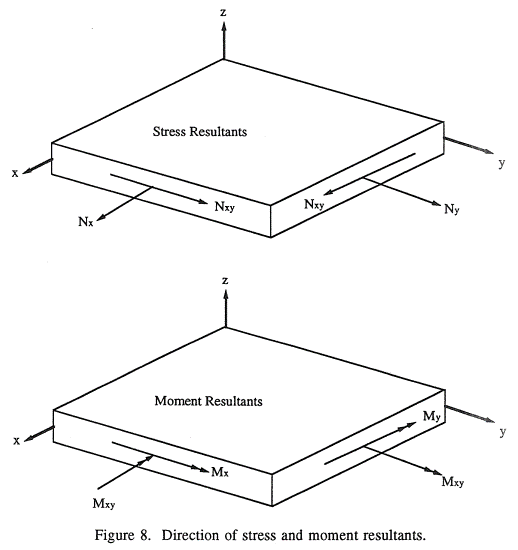 z
Stress Resultants
x
y
Nxy
Nxy
Nx
Ny
z
Moment Resultants
My
x
y
Mx
Mxy
Mxy
Figure 8. Direction of stress and moment resultants.